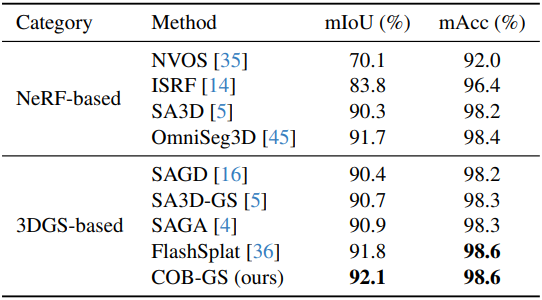 Category Method mIoU (%) mAcc (%)
NVOS [35] 70.1 92.0
ISRF [14] 83.8 96.4
NeRF-based
SA3D [5] 90.3 98.2
OmniSeg3D [45] 91.7 98.4
SAGD [16] 90.4 98.2
SA3D-GS [5] 90.7 98.3
3DGS-based SAGA [4] 90.9 98.3
FlashSplat [36] 91.8 98.6
COB-GS (ours) 92.1 98.6